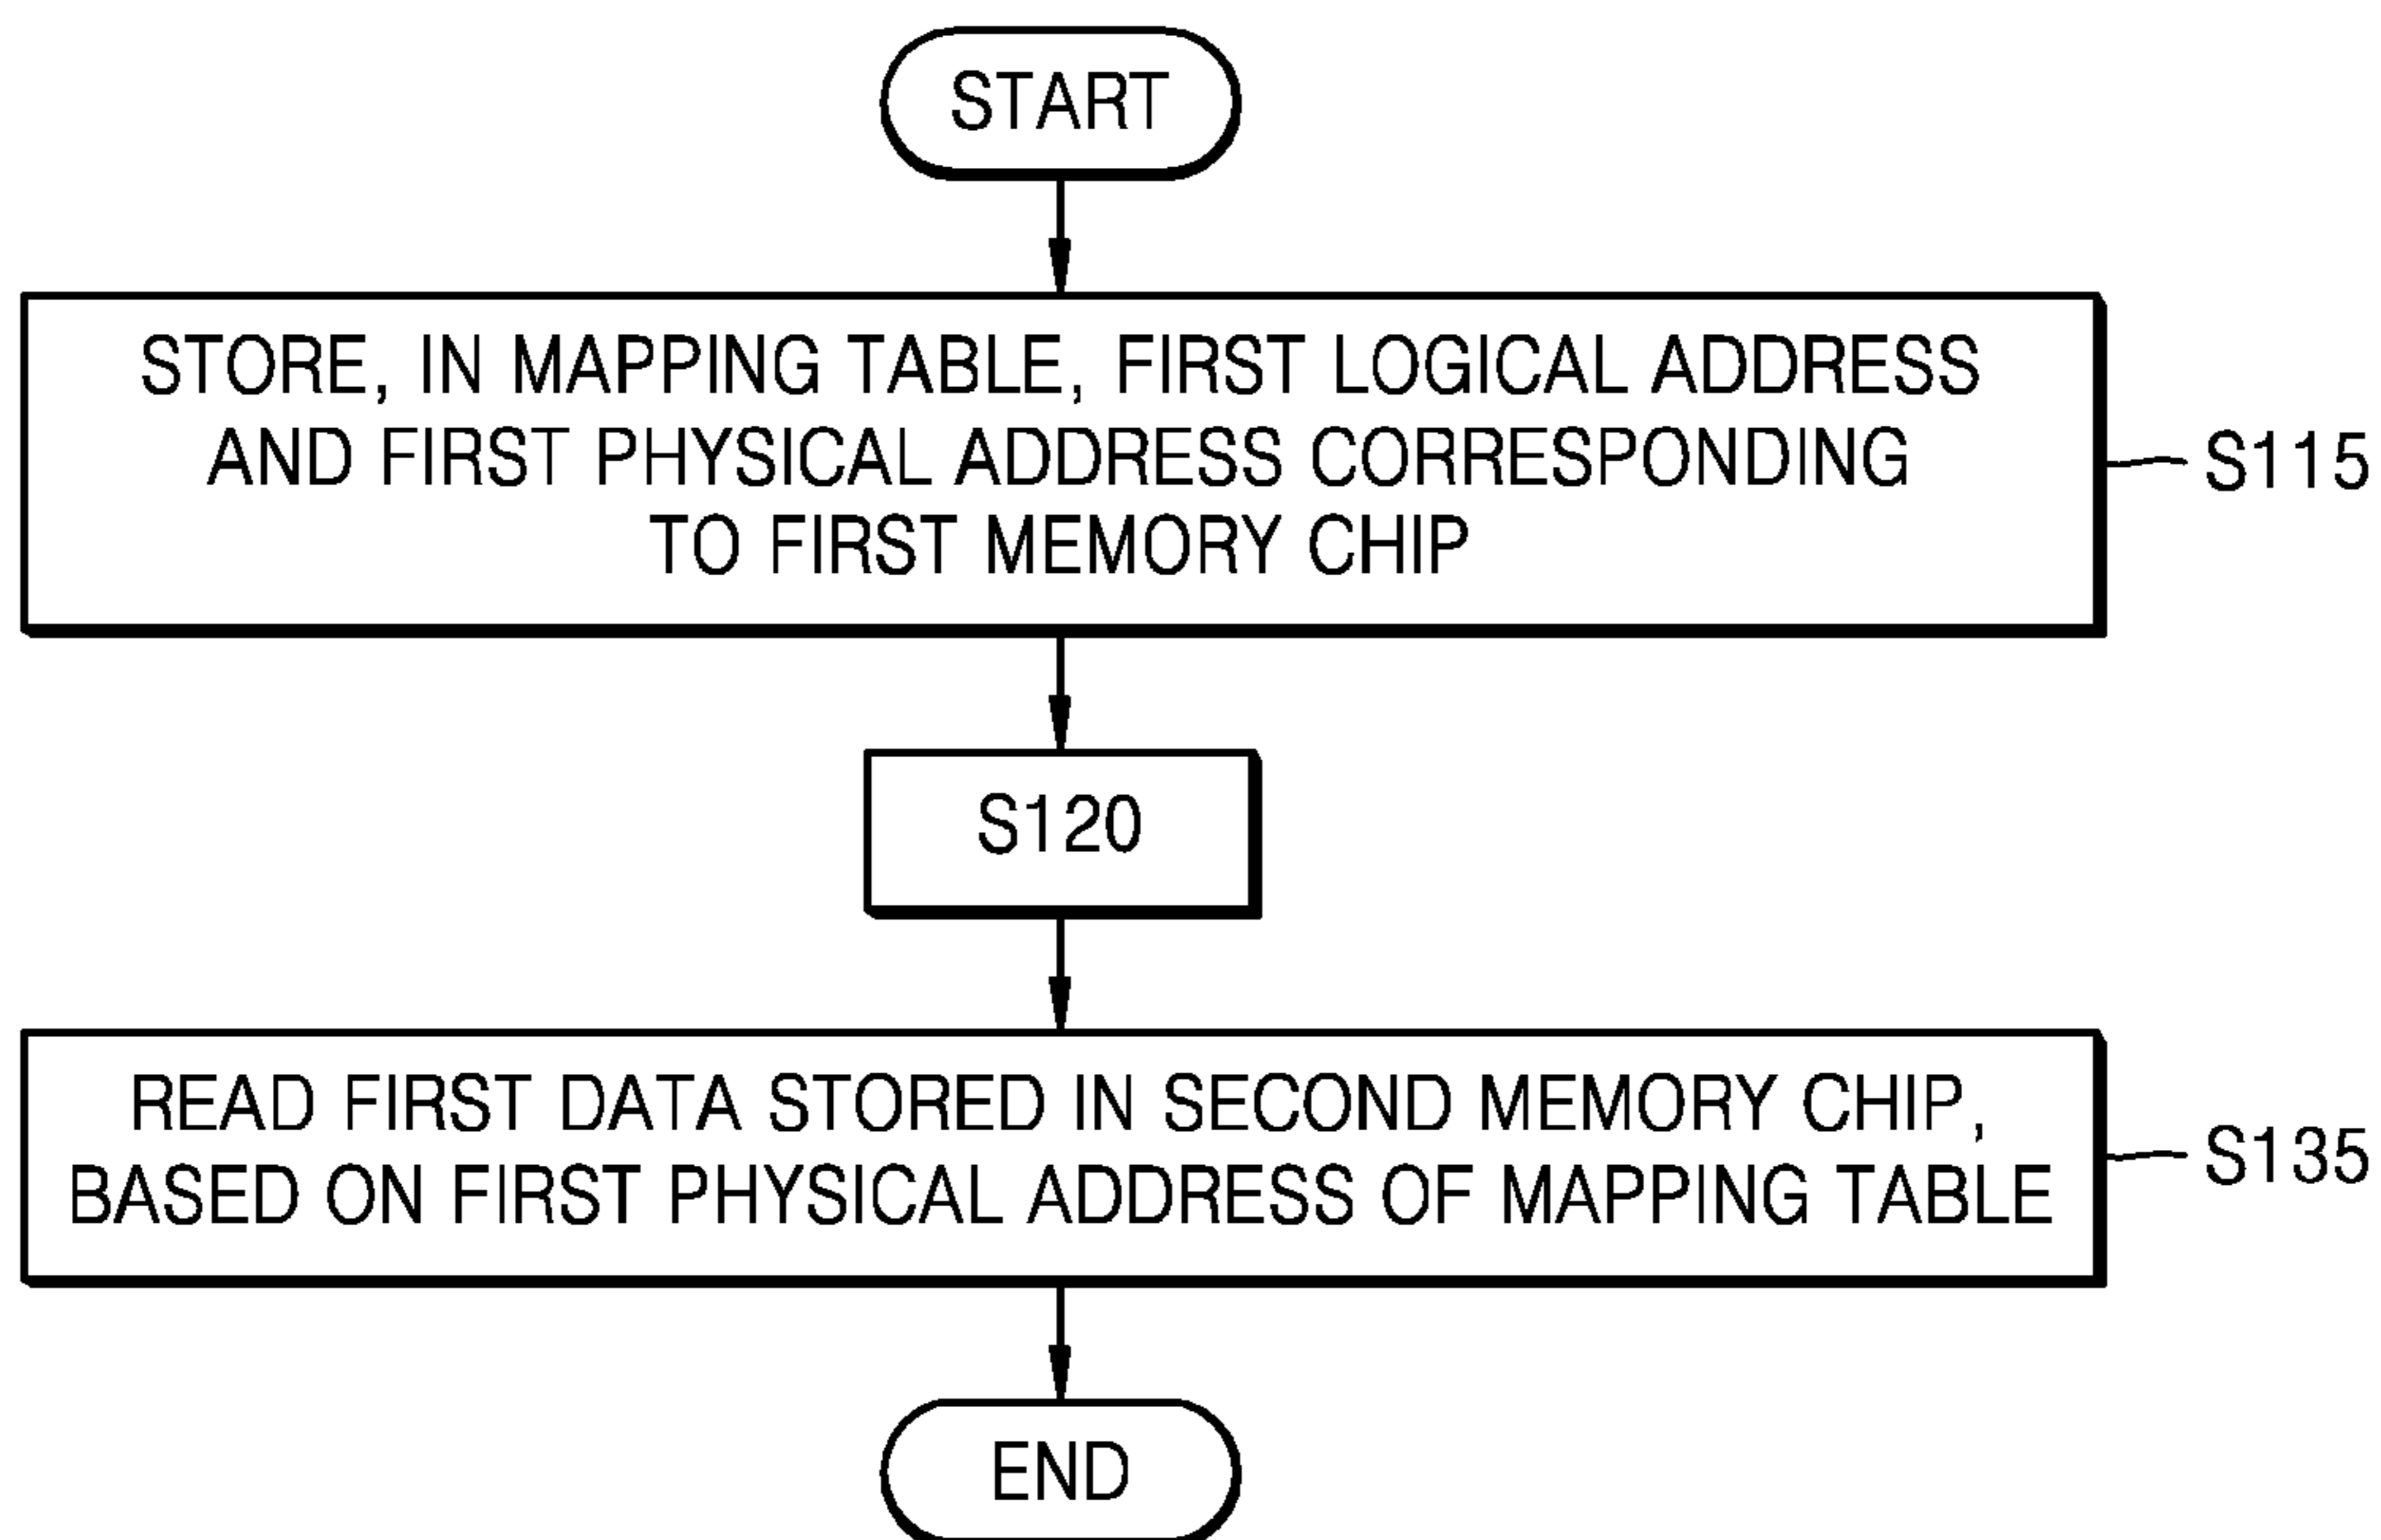 START
STORE, IN MAPPING TABLE, FIRST LOGICAL ADDRESS
AND FIRST PHYSICAL ADDRESS CORRESPONDING
TO FIRST MEMORY CHIP
S115
S120
READ FIRST DATA STORED IN SECOND MEMORY CHIP,
BASED ON FIRST PHYSICAL ADDRESS OF MAPPING TABLE
S135
END